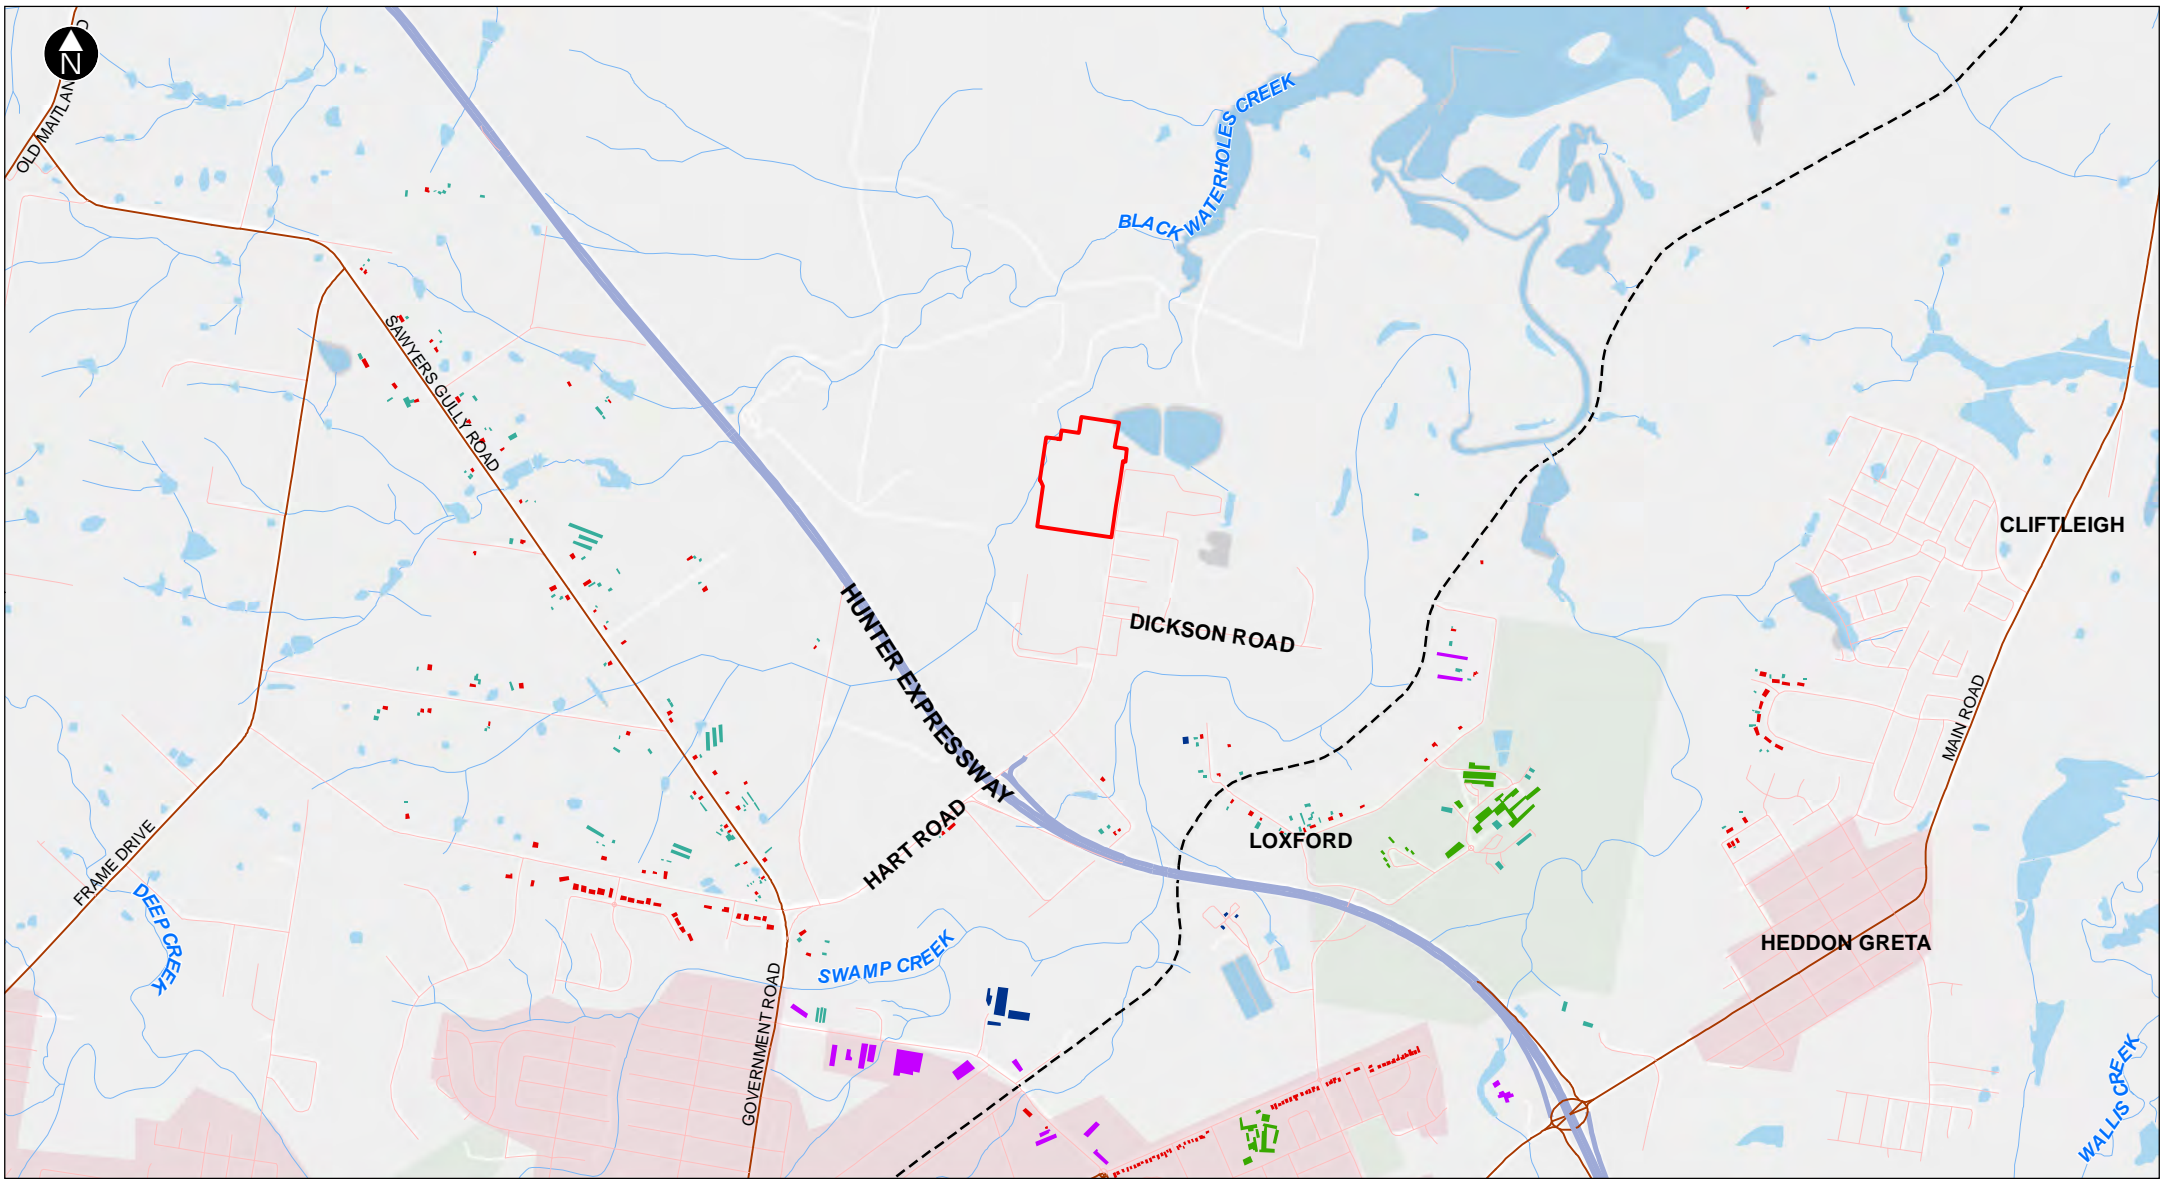 N
OLD MAITLAND
BLACK WATERHOLES CREEK
SAWYERS GULLY ROAD
CLIFTLEIGH
HUNTER EXPRESSWAY
DICKSON ROAD
MAIN ROAD
LOXFORD
HART ROAD
FRAME DRIVE
DEEP CREEK
HEDDON GRETA
SWAMP CREEK
GOVERNMENT ROAD
WALLIS CREEK